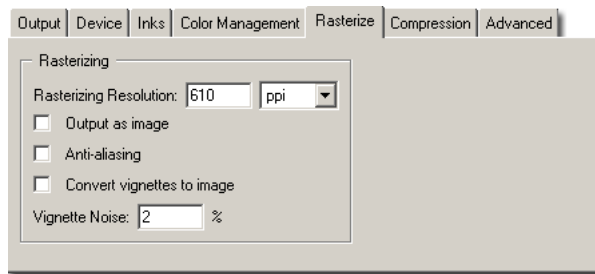 Output Device Inks Color Management Rasterize Compression Advanced
Rasterizing
Rasterizing Resolution: 610 ppi
Output as image
Anti-aliasing
Convert vignettes to image
Vignette Noise: 2 %